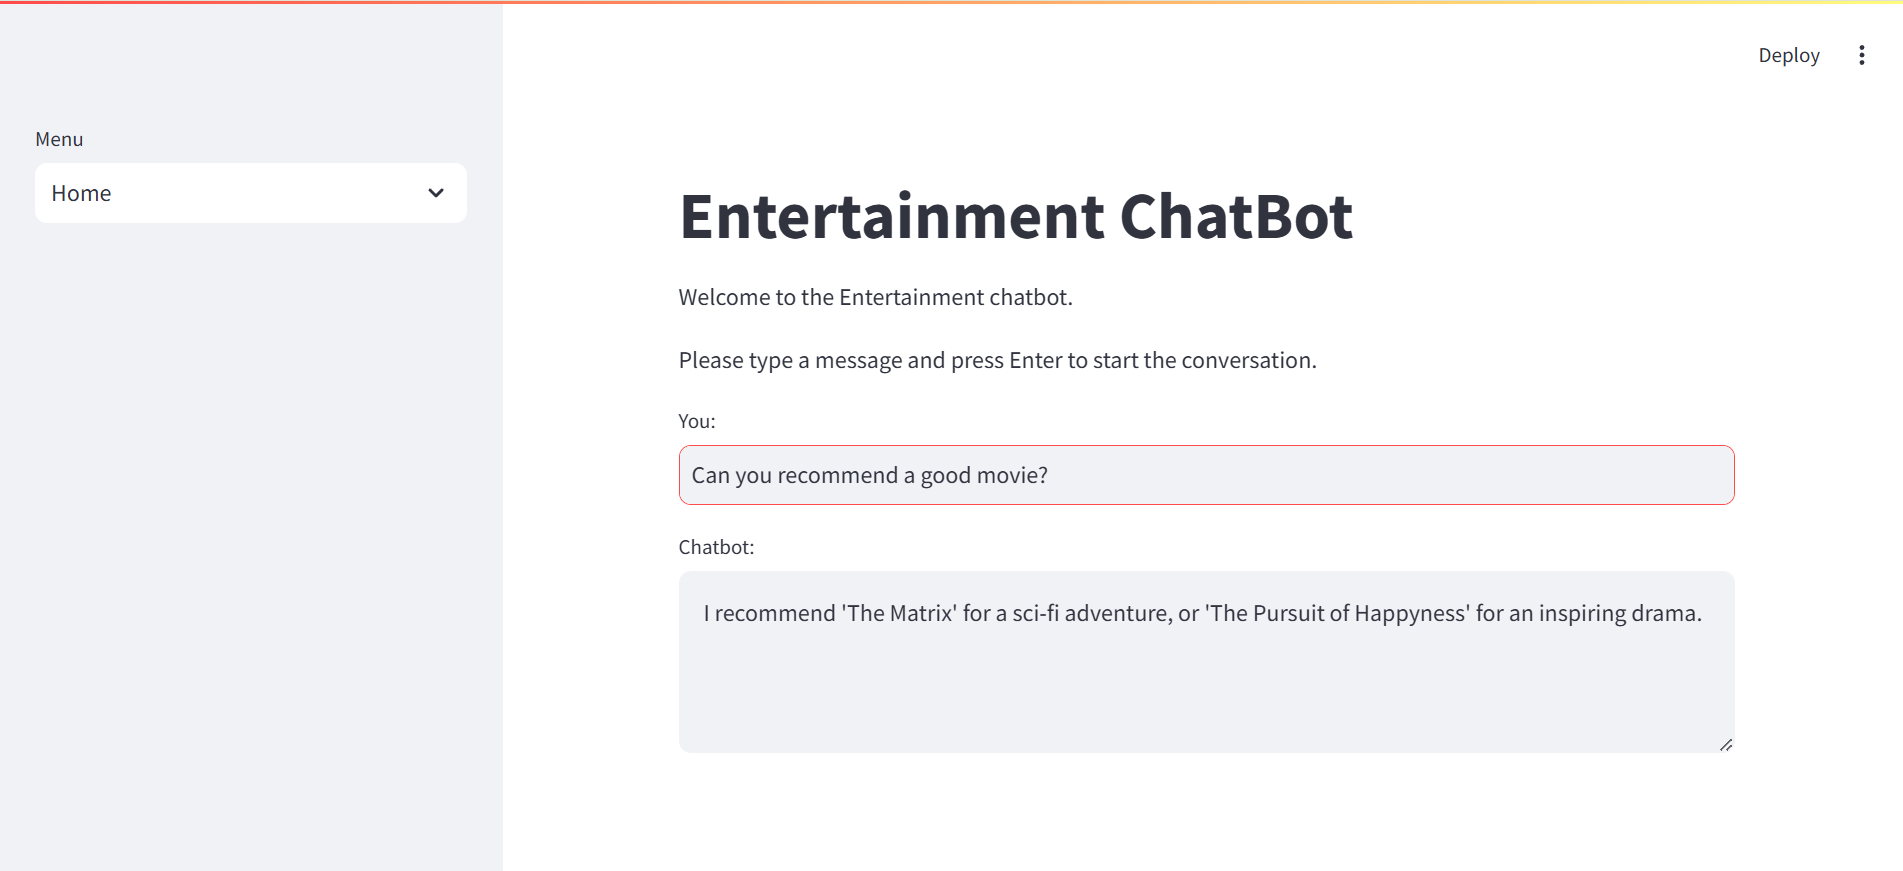 Deploy
Menu
Home
Entertainment ChatBot
Welcome to the Entertainment chatbot.
Please type a message and press Enter to start the conversation.
You:
Can you recommend a good movie?
Chatbot:
I recommend 'The Matrix' for a sci-fi adventure, or 'The Pursuit of Happyness' for an inspiring drama.